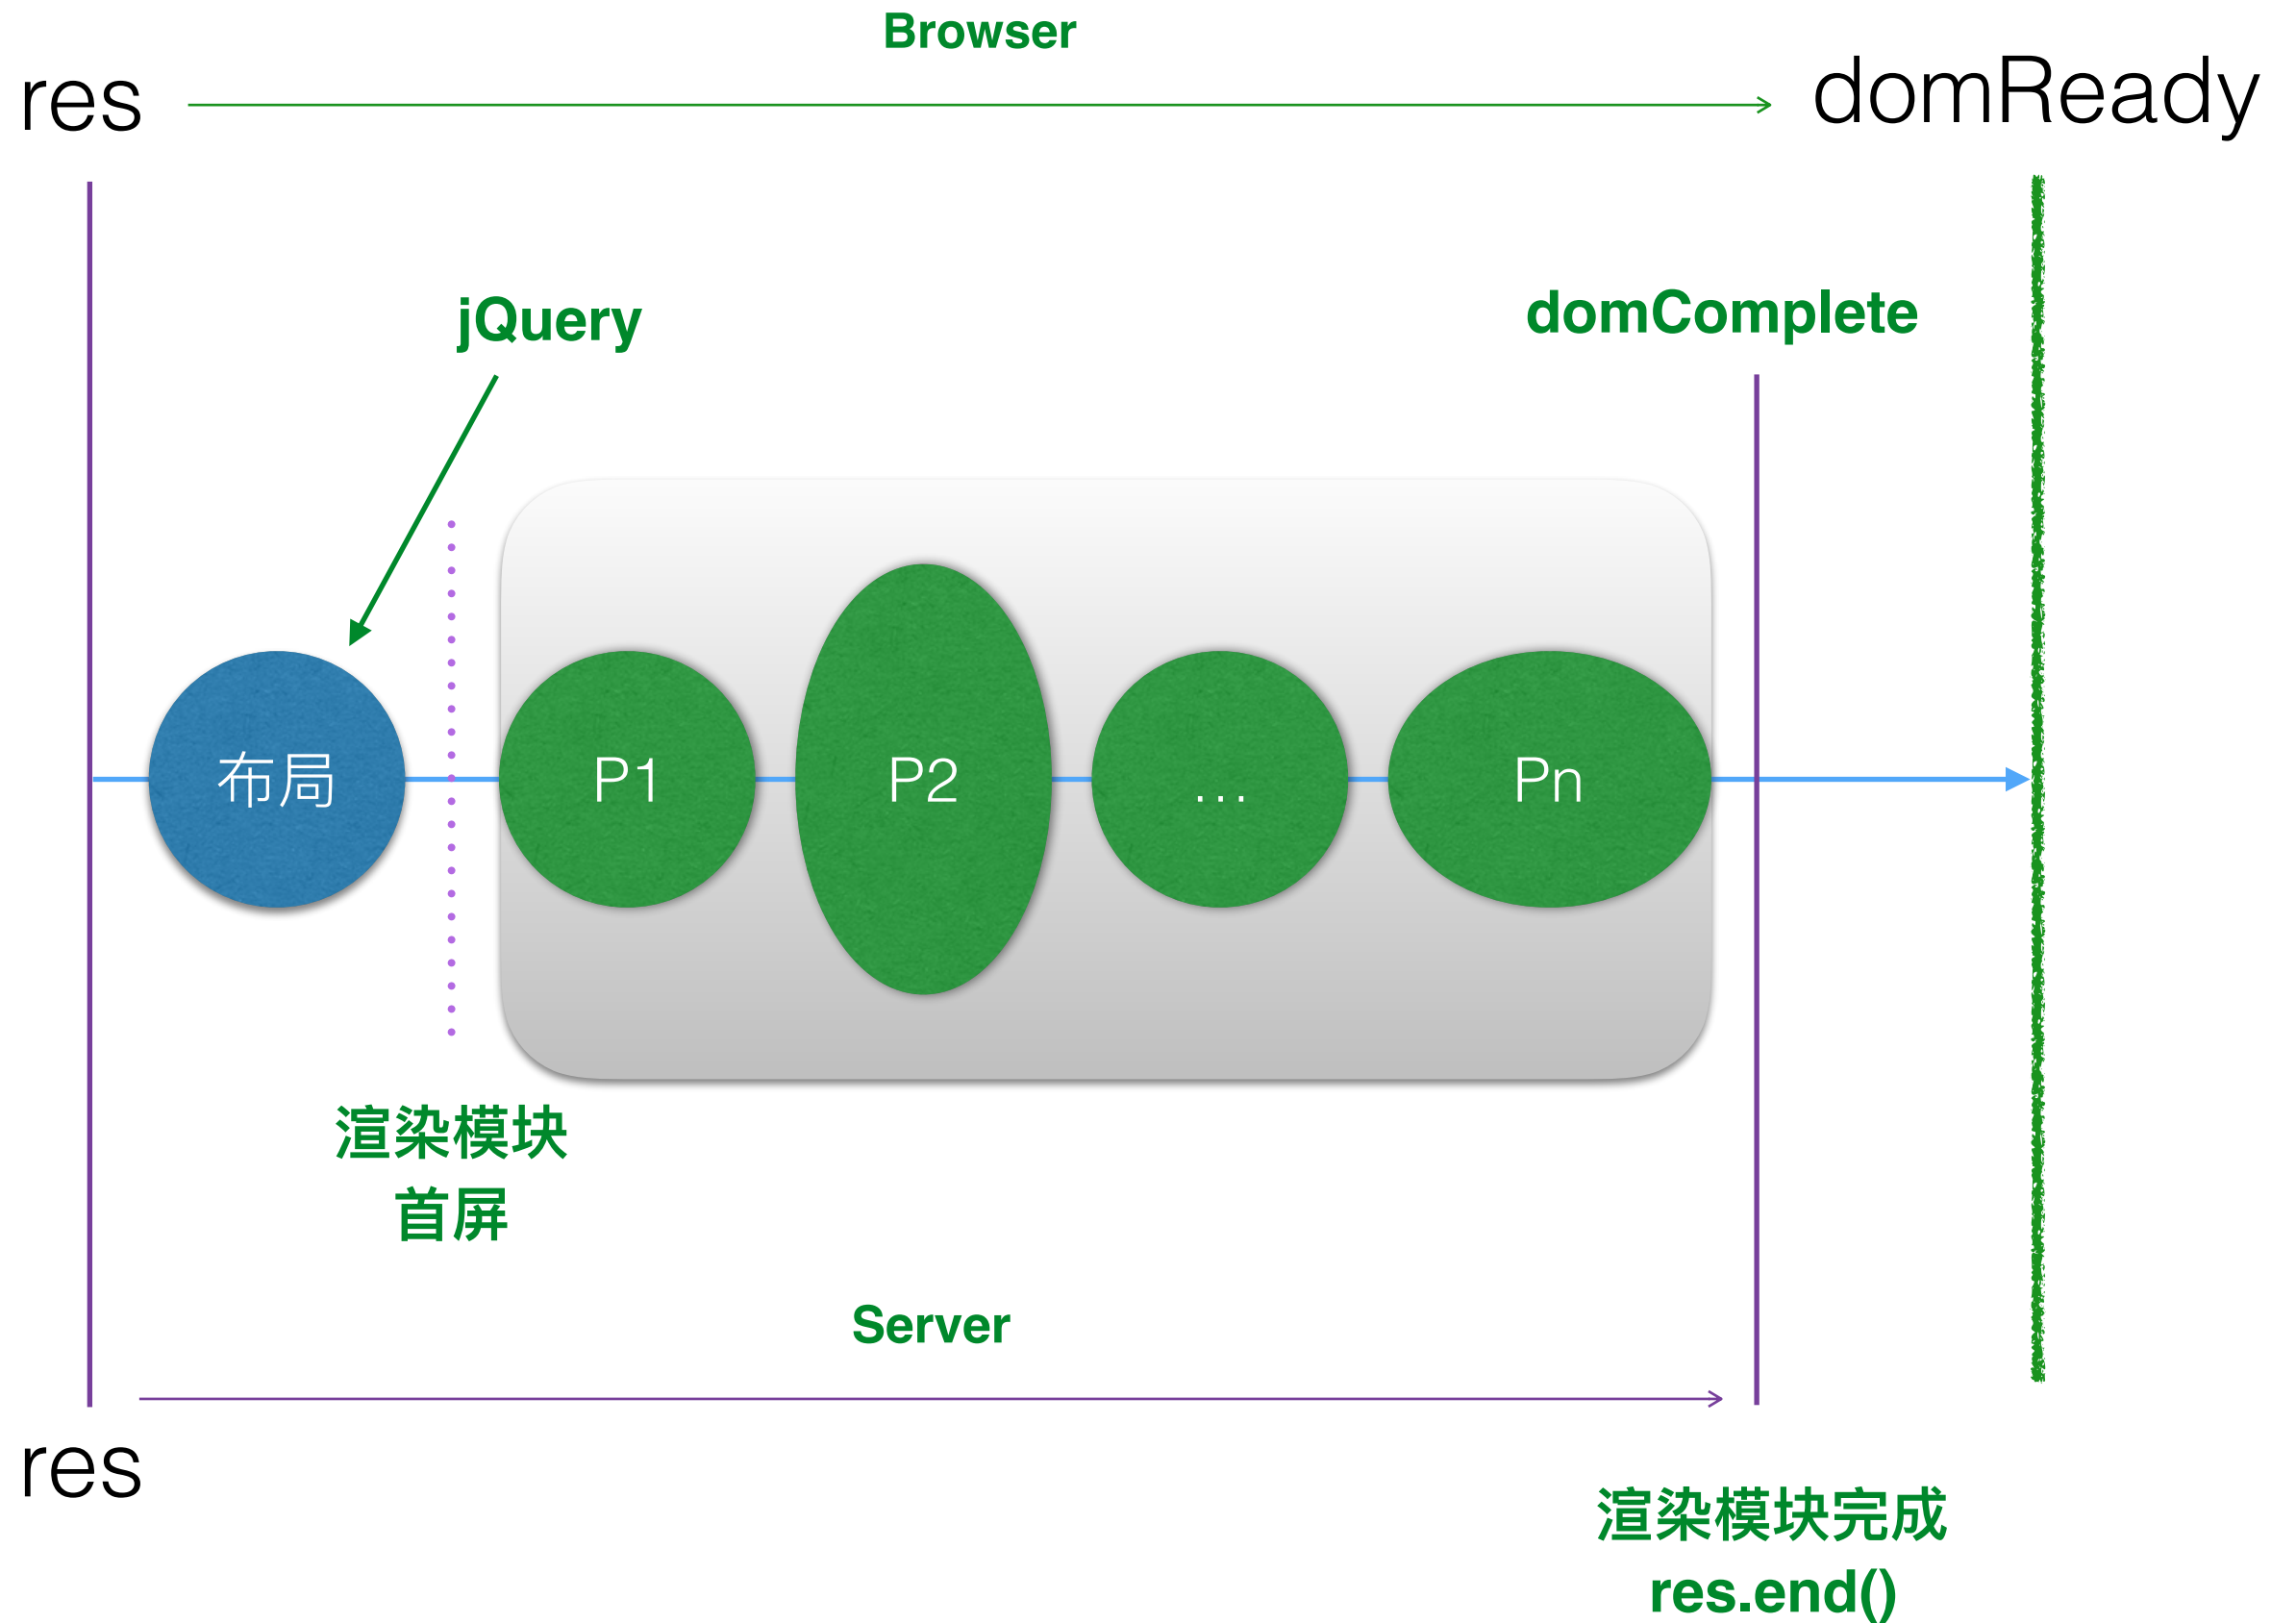 Browser
res
domReady
jQuery
domComplete
布局
P1
P2
...
Pn
渲染模块
首屏
Server
res
渲染模块完成
res.end()